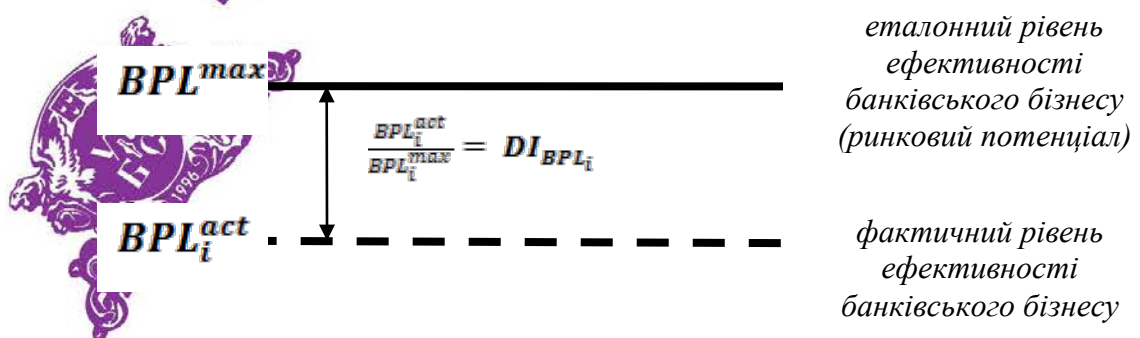 BPL^max
BPL_i^act / BPL_i^max = DI_BPL_i
BPL_i^act
еталонний рівень
ефективності
банківського бізнесу
(ринковий потенціал)
фактичний рівень
ефективності
банківського бізнесу
1996